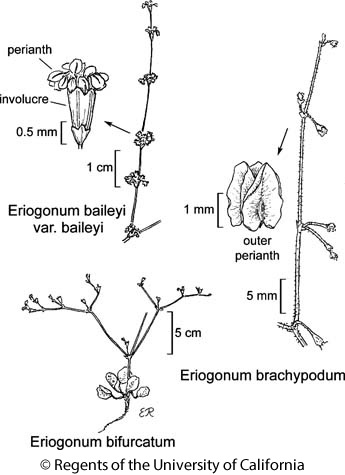 perianth
involucre
0.5 mm
1 cm
Eriogonum baileyi
var. baileyi
1 mm
outer
perianth
5 mm
5 cm
Eriogonum brachypodum
ER
Eriogonum bifurcatum
© Regents of the University of California